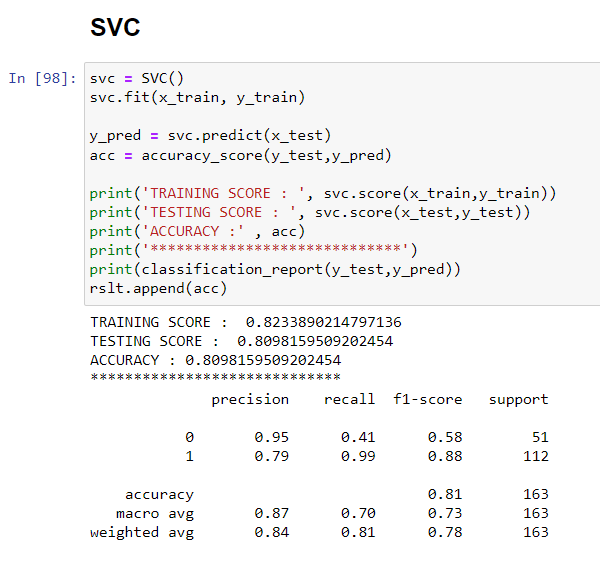 SVC
In [98]:
svc = SVC()
svc.fit(x_train, y_train)
y_pred = svc.predict(x_test)
acc = accuracy_score(y_test,y_pred)
print('TRAINING SCORE : ', svc.score(x_train,y_train))
print('TESTING SCORE : ', svc.score(x_test,y_test))
print('ACCURACY :' , acc)
print('*****************************')
print(classification_report(y_test,y_pred))
rslt.append(acc)
TRAINING SCORE :  0.8233890214797136
TESTING SCORE :  0.8098159509202454
ACCURACY : 0.8098159509202454
*****************************
precision recall f1-score support
0 0.95 0.41 0.58 51
1 0.79 0.99 0.88 112
accuracy 0.81 163
macro avg 0.87 0.70 0.73 163
weighted avg 0.84 0.81 0.78 163